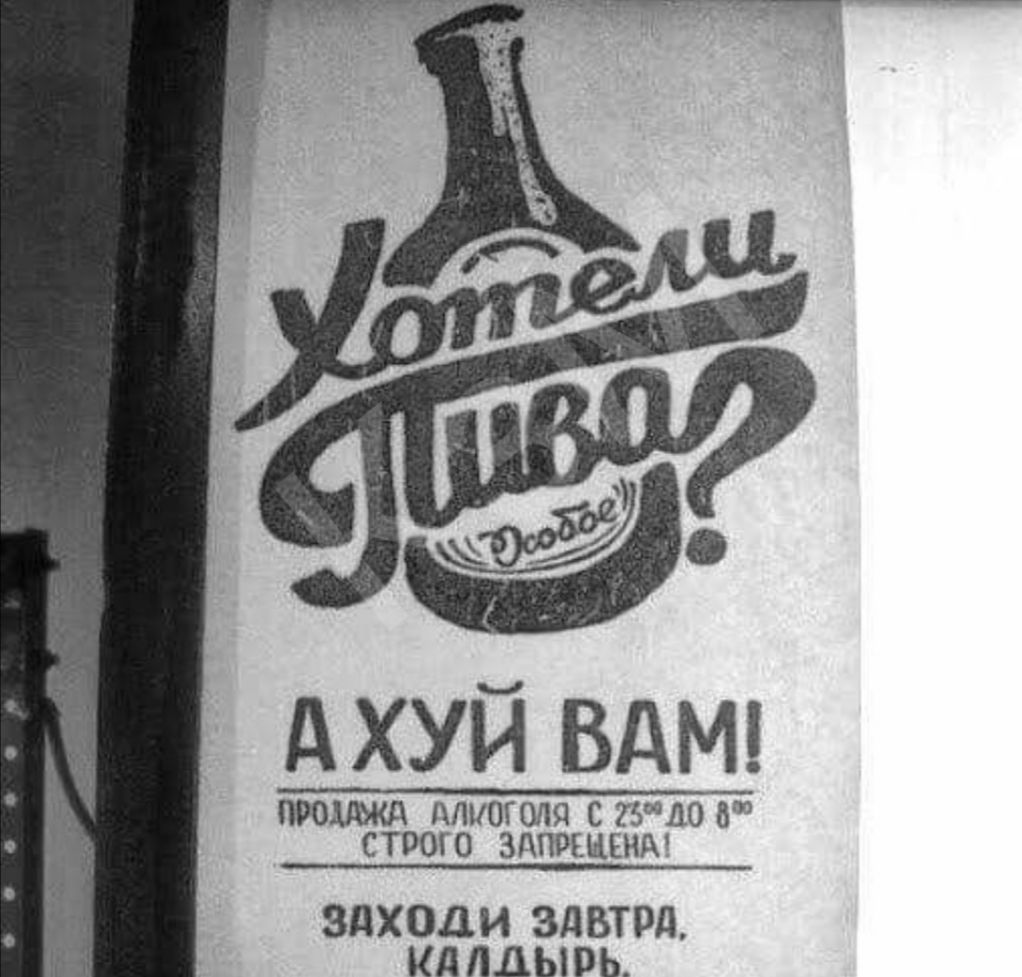 Хотели
Пива?
Особое
А ХУЙ ВАМ!
ПРОДАЖА АЛКОГОЛЯ С 23⁰⁰ ДО 8⁰⁰
СТРОГО ЗАПРЕЩЕНА!
ЗАХОДИ ЗАВТРА,
КАЛДЫРЬ.